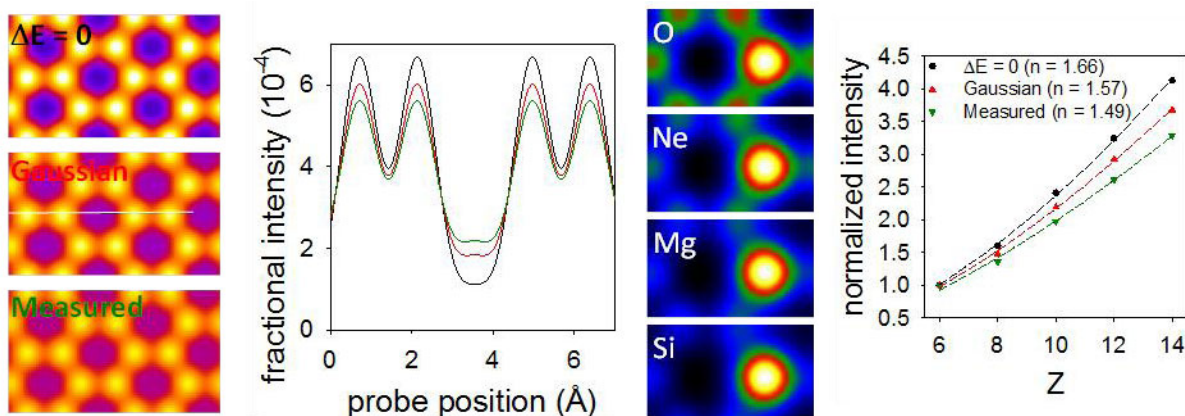 ΔE = 0
Gaussian
Measured
fractional intensity (10⁻⁴)
6
4
2
0
0 2 4 6
probe position (Å)
O
Ne
Mg
Si
normalized intensity
4.5
4.0
3.5
3.0
2.5
2.0
1.5
1.0
0.5
ΔE = 0 (n = 1.66)
Gaussian (n = 1.57)
Measured (n = 1.49)
6 8 10 12 14
Z